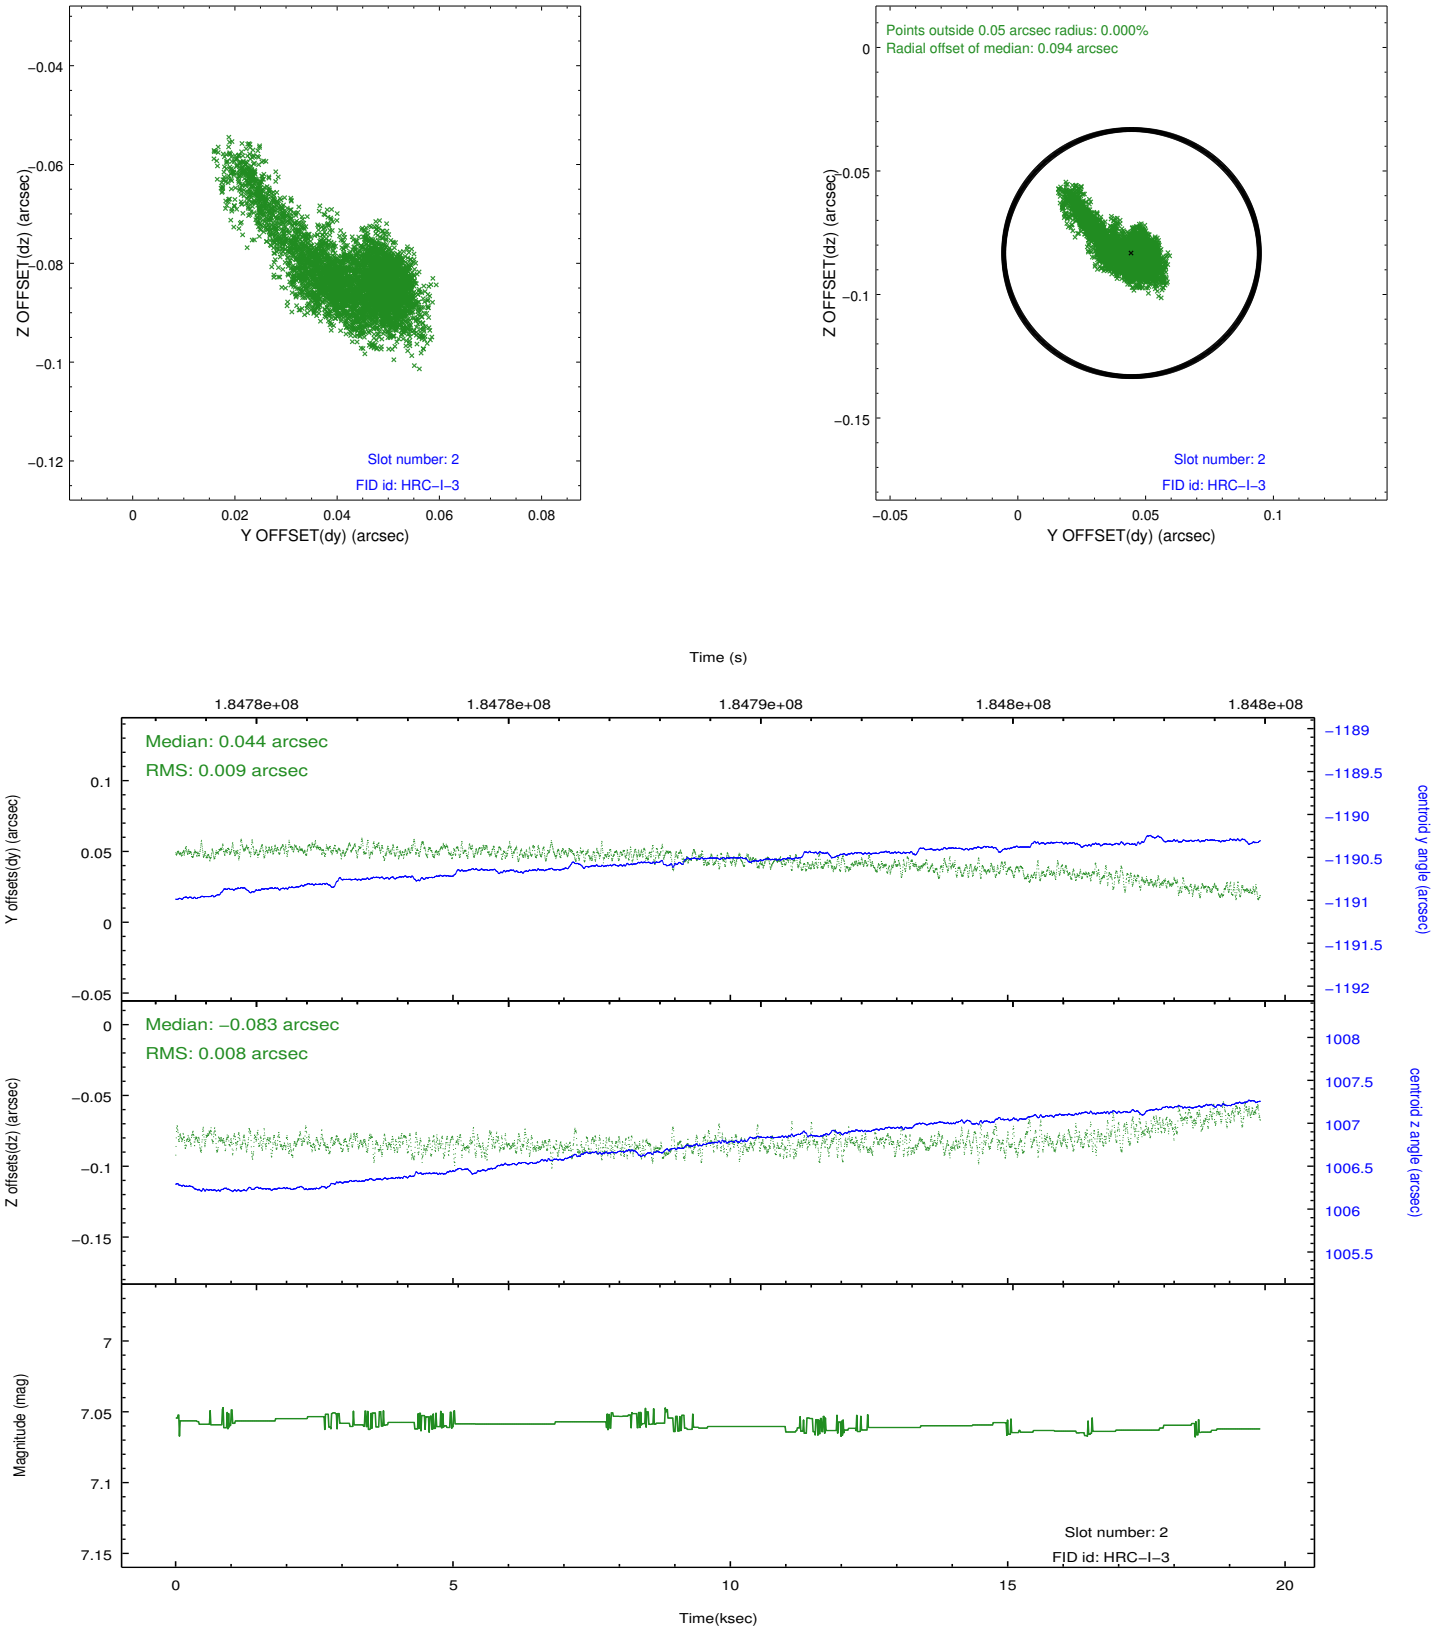 −0.04
−0.06
−0.08
−0.1
−0.12
Z OFFSET(dz) (arcsec)
Slot number: 2
FID id: HRC−I−3
0
0.02
0.04
0.06
0.08
Y OFFSET(dy) (arcsec)
Points outside 0.05 arcsec radius: 0.000%
Radial offset of median: 0.094 arcsec
0
−0.05
−0.1
−0.15
Z OFFSET(dz) (arcsec)
Slot number: 2
FID id: HRC−I−3
−0.05
0
0.05
0.1
Y OFFSET(dy) (arcsec)
Time (s)
1.8478e+08
1.8478e+08
1.8479e+08
1.848e+08
1.848e+08
Median: 0.044 arcsec
RMS: 0.009 arcsec
0.1
0.05
0
−0.05
Y offsets(dy) (arcsec)
−1189
−1189.5
−1190
−1190.5
−1191
−1191.5
−1192
centroid y angle (arcsec)
Median: −0.083 arcsec
RMS: 0.008 arcsec
0
−0.05
−0.1
−0.15
Z offsets(dz) (arcsec)
1008
1007.5
1007
1006.5
1006
1005.5
centroid z angle (arcsec)
7
7.05
7.1
7.15
Magnitude (mag)
Slot number: 2
FID id: HRC−I−3
0
5
10
15
20
Time(ksec)